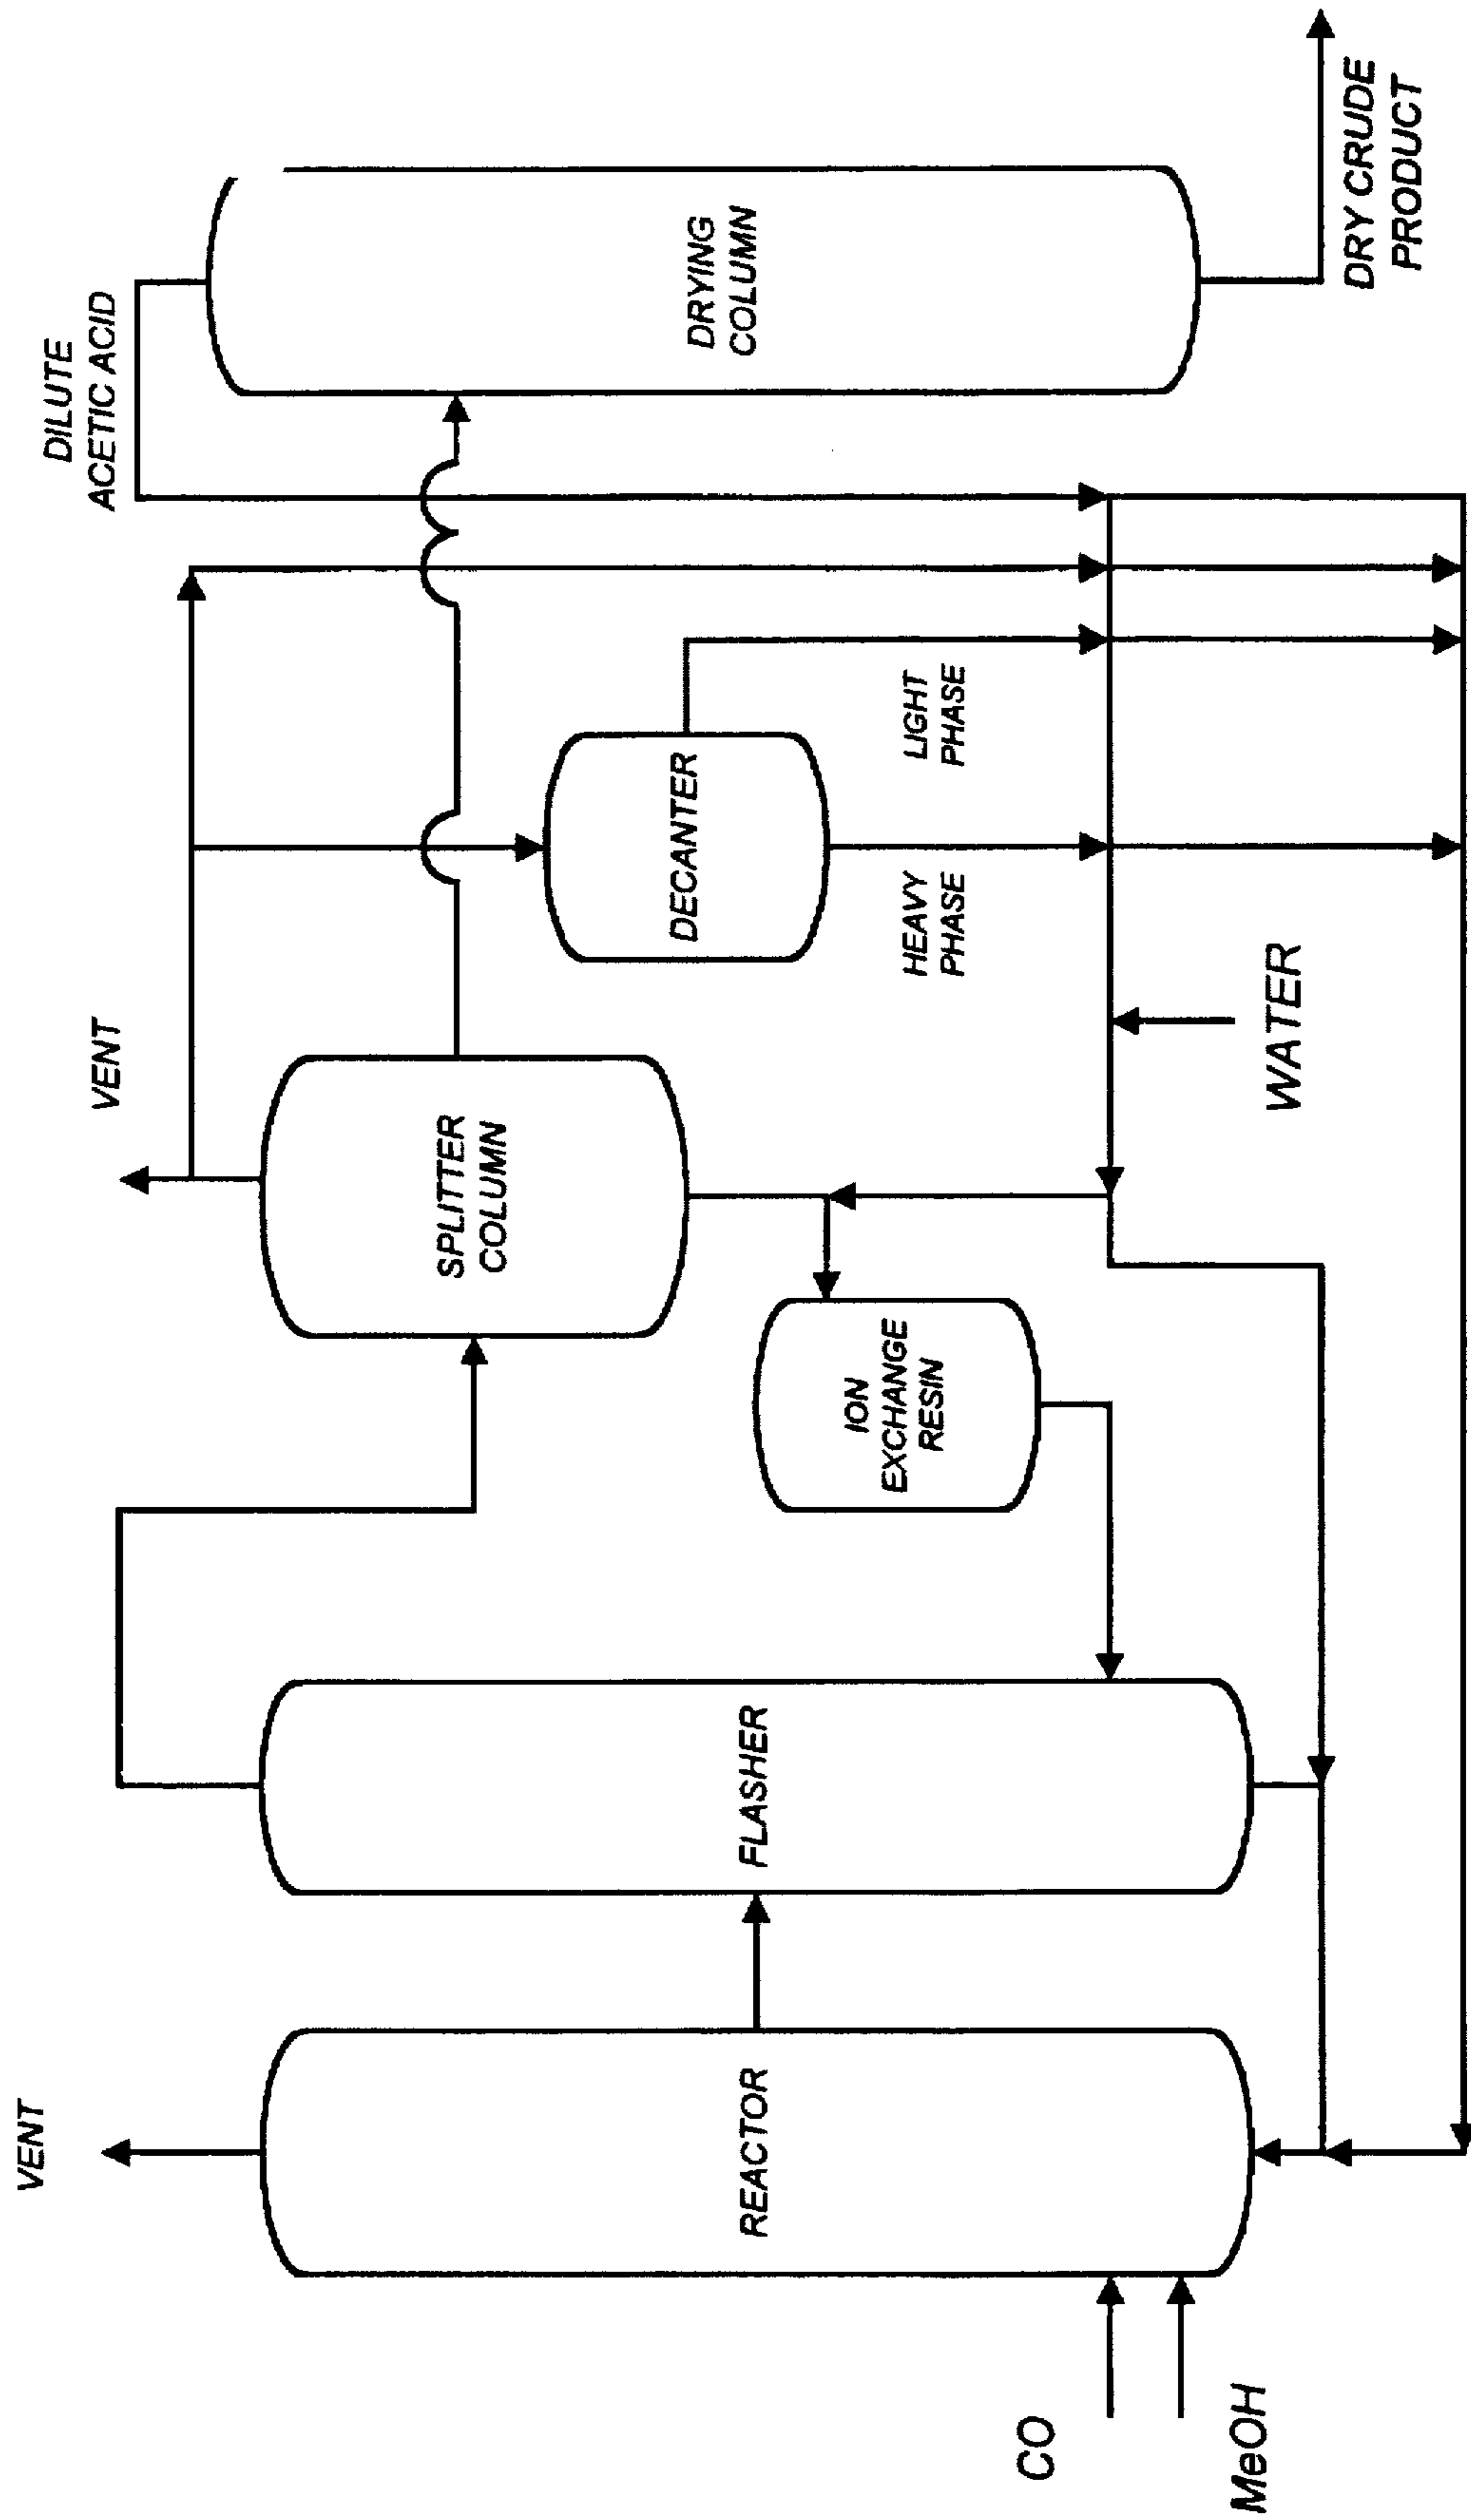 VENT
REACTOR
CO
MeOH
FLASHER
ION
EXCHANGE
RESIN
VENT
SPLITTER
COLUMN
WATER
DECANTER
HEAVY
PHASE
LIGHT
PHASE
DILUTE
ACETIC ACID
DRYING
COLUMN
DRY CRUDE
PRODUCT